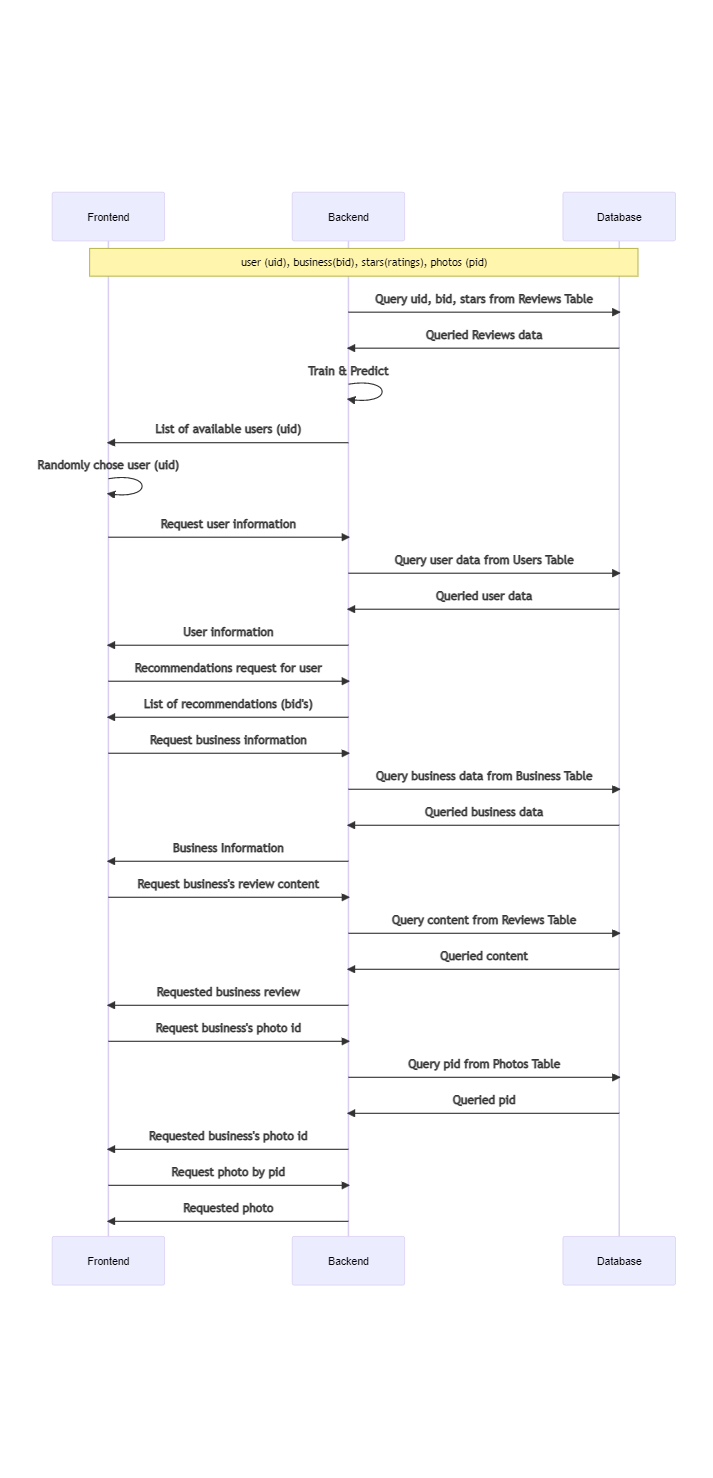 Frontend
Backend
Database
user (uid), business(bid), stars(ratings), photos (pid)
Query uid, bid, stars from Reviews Table
Queried Reviews data
Train & Predict
List of available users (uid)
Randomly chose user (uid)
Request user information
Query user data from Users Table
Queried user data
User information
Recommendations request for user
List of recommendations (bid's)
Request business information
Query business data from Business Table
Queried business data
Business Information
Request business's review content
Query content from Reviews Table
Queried content
Requested business review
Request business's photo id
Query pid from Photos Table
Queried pid
Requested business's photo id
Request photo by pid
Requested photo
Frontend
Backend
Database